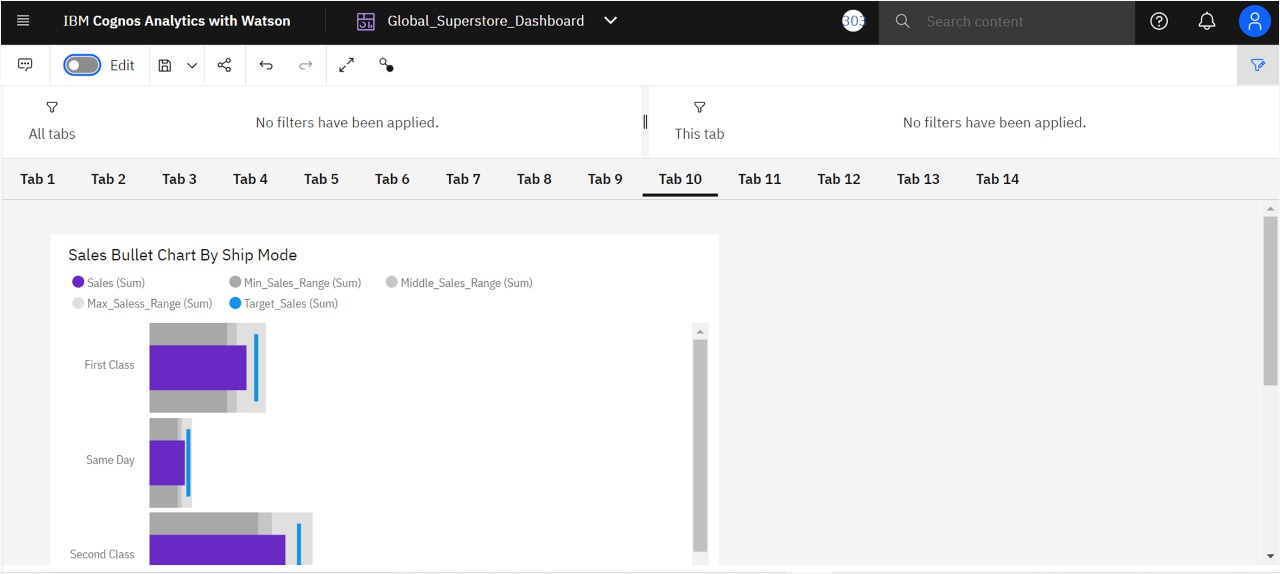 IBM Cognos Analytics with Watson
Global_Superstore_Dashboard
303
Search content
Edit
All tabs
No filters have been applied.
This tab
No filters have been applied.
Tab 1 Tab 2 Tab 3 Tab 4 Tab 5 Tab 6 Tab 7 Tab 8 Tab 9 Tab 10 Tab 11 Tab 12 Tab 13 Tab 14
Sales Bullet Chart By Ship Mode
Sales (Sum) Min_Sales_Range (Sum) Middle_Sales_Range (Sum)
Max_Saless_Range (Sum) Target_Sales (Sum)
First Class
Same Day
Second Class